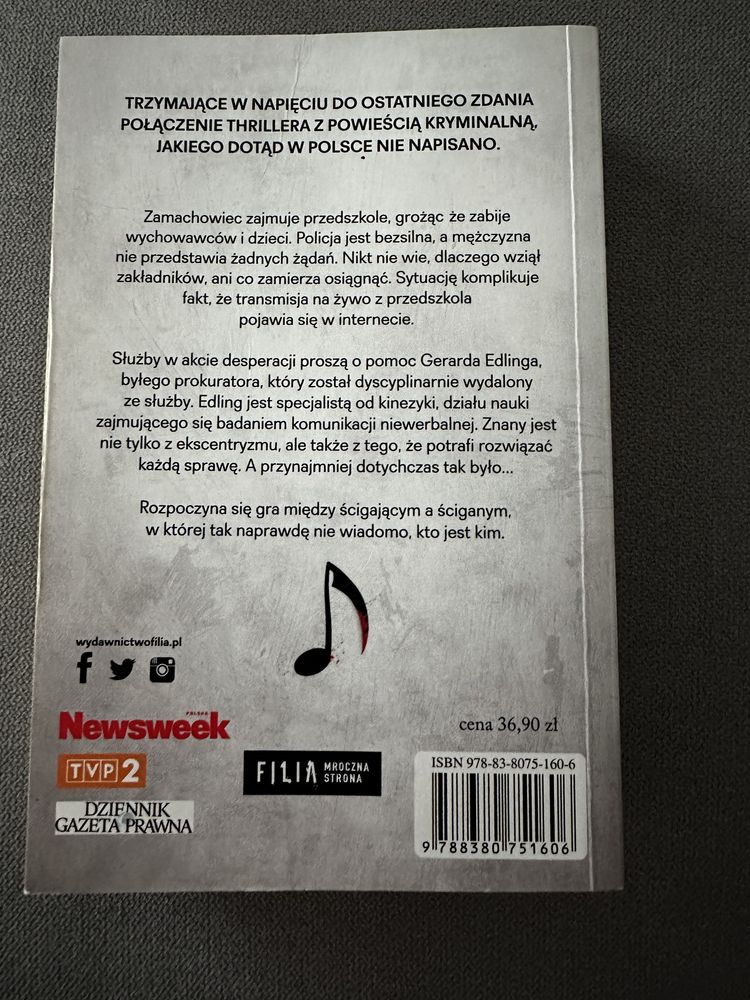 TRZYMAJĄCE W NAPIĘCIU DO OSTATNIEGO ZDANIA
POŁĄCZENIE THRILLERA Z POWIEŚCIĄ KRYMINALNĄ,
JAKIEGO DOTĄD W POLSCE NIE NAPISANO.
Zamachowiec zajmuje przedszkole, grożąc że zabije
wychowawców i dzieci. Policja jest bezsilna, a mężczyzna
nie przedstawia żadnych żądań. Nikt nie wie, dlaczego wziął
zakładników, ani co zamierza osiągnąć. Sytuację komplikuje
fakt, że transmisja na żywo z przedszkola
pojawia się w internecie.
Służby w akcie desperacji proszą o pomoc Gerarda Edlinga,
byłego prokuratora, który został dyscyplinarnie wydalony
ze służby. Edling jest specjalistą od kinezyki, działu nauki
zajmującego się badaniem komunikacji niewerbalnej. Znany jest
nie tylko z ekscentryzmu, ale także z tego, że potrafi rozwiązać
każdą sprawę. A przynajmniej dotychczas tak było...
Rozpoczyna się gra między ścigającym a ściganym,
w której tak naprawdę nie wiadomo, kto jest kim.
wydawnictwofilia.pl
POLSKA
Newsweek
TVP2
DZIENNIK
GAZETA PRAWNA
FILIA MROCZNA
STRONA
cena 36,90 zł
ISBN 978-83-8075-160-6
9 788380 751606